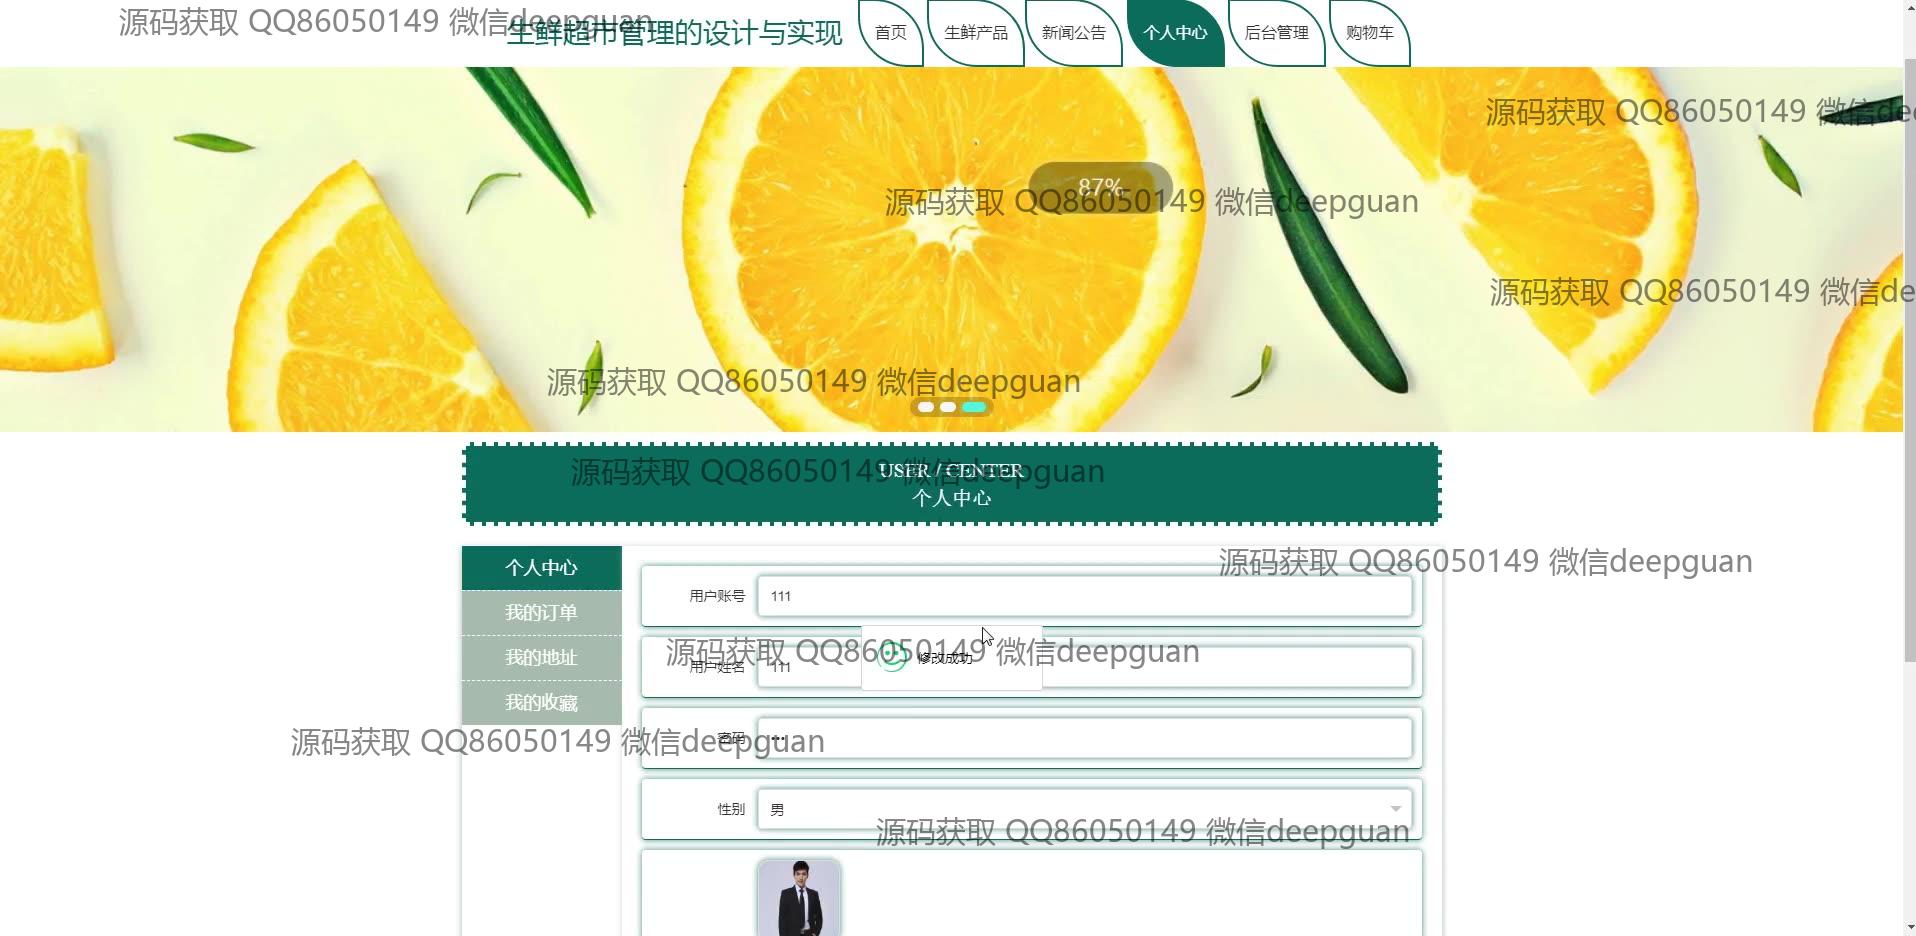 源码获取 QQ86050149 微信deepguan
生鲜超市管理的设计与实现
首页
生鲜产品
新闻公告
个人中心
后台管理
购物车
源码获取 QQ86050149 微信dee
87%
源码获取 QQ86050149 微信deepguan
源码获取 QQ86050149 微信de
源码获取 QQ86050149 微信deepguan
源码获取 QQ86050149 微信deepguan
USER / CENTER
个人中心
个人中心
我的订单
我的地址
我的收藏
源码获取 QQ86050149 微信deepguan
用户账号 111
源码获取 QQ86050149 微信deepguan
用户姓名 111
修改成功
源码获取 QQ86050149 微信deepguan
密码 •••
性别 男
源码获取 QQ86050149 微信deepguan